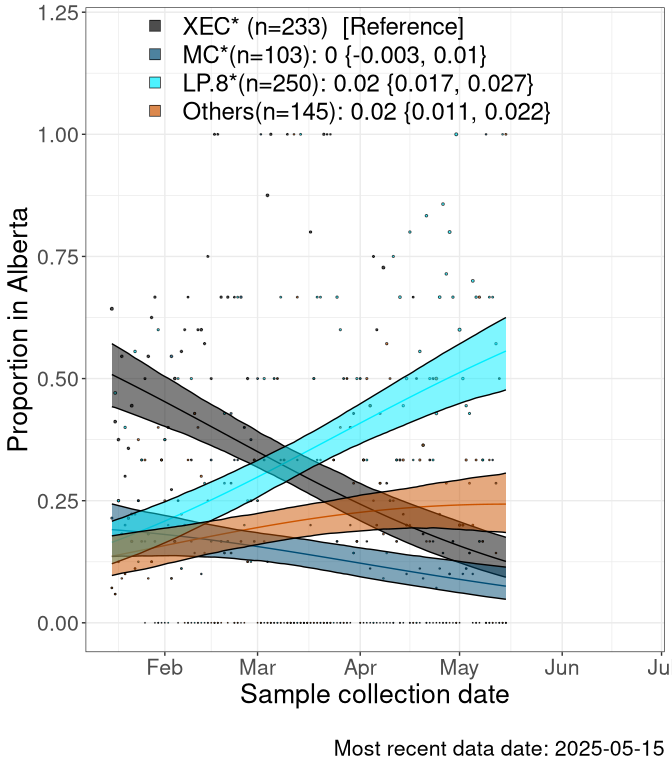 XEC* (n=233)  [Reference]
MC*(n=103): 0 {-0.003, 0.01}
LP.8*(n=250): 0.02 {0.017, 0.027}
Others(n=145): 0.02 {0.011, 0.022}
1.25
1.00
0.75
0.50
0.25
0.00
Proportion in Alberta
Feb Mar Apr May Jun Ju
Sample collection date
Most recent data date: 2025-05-15